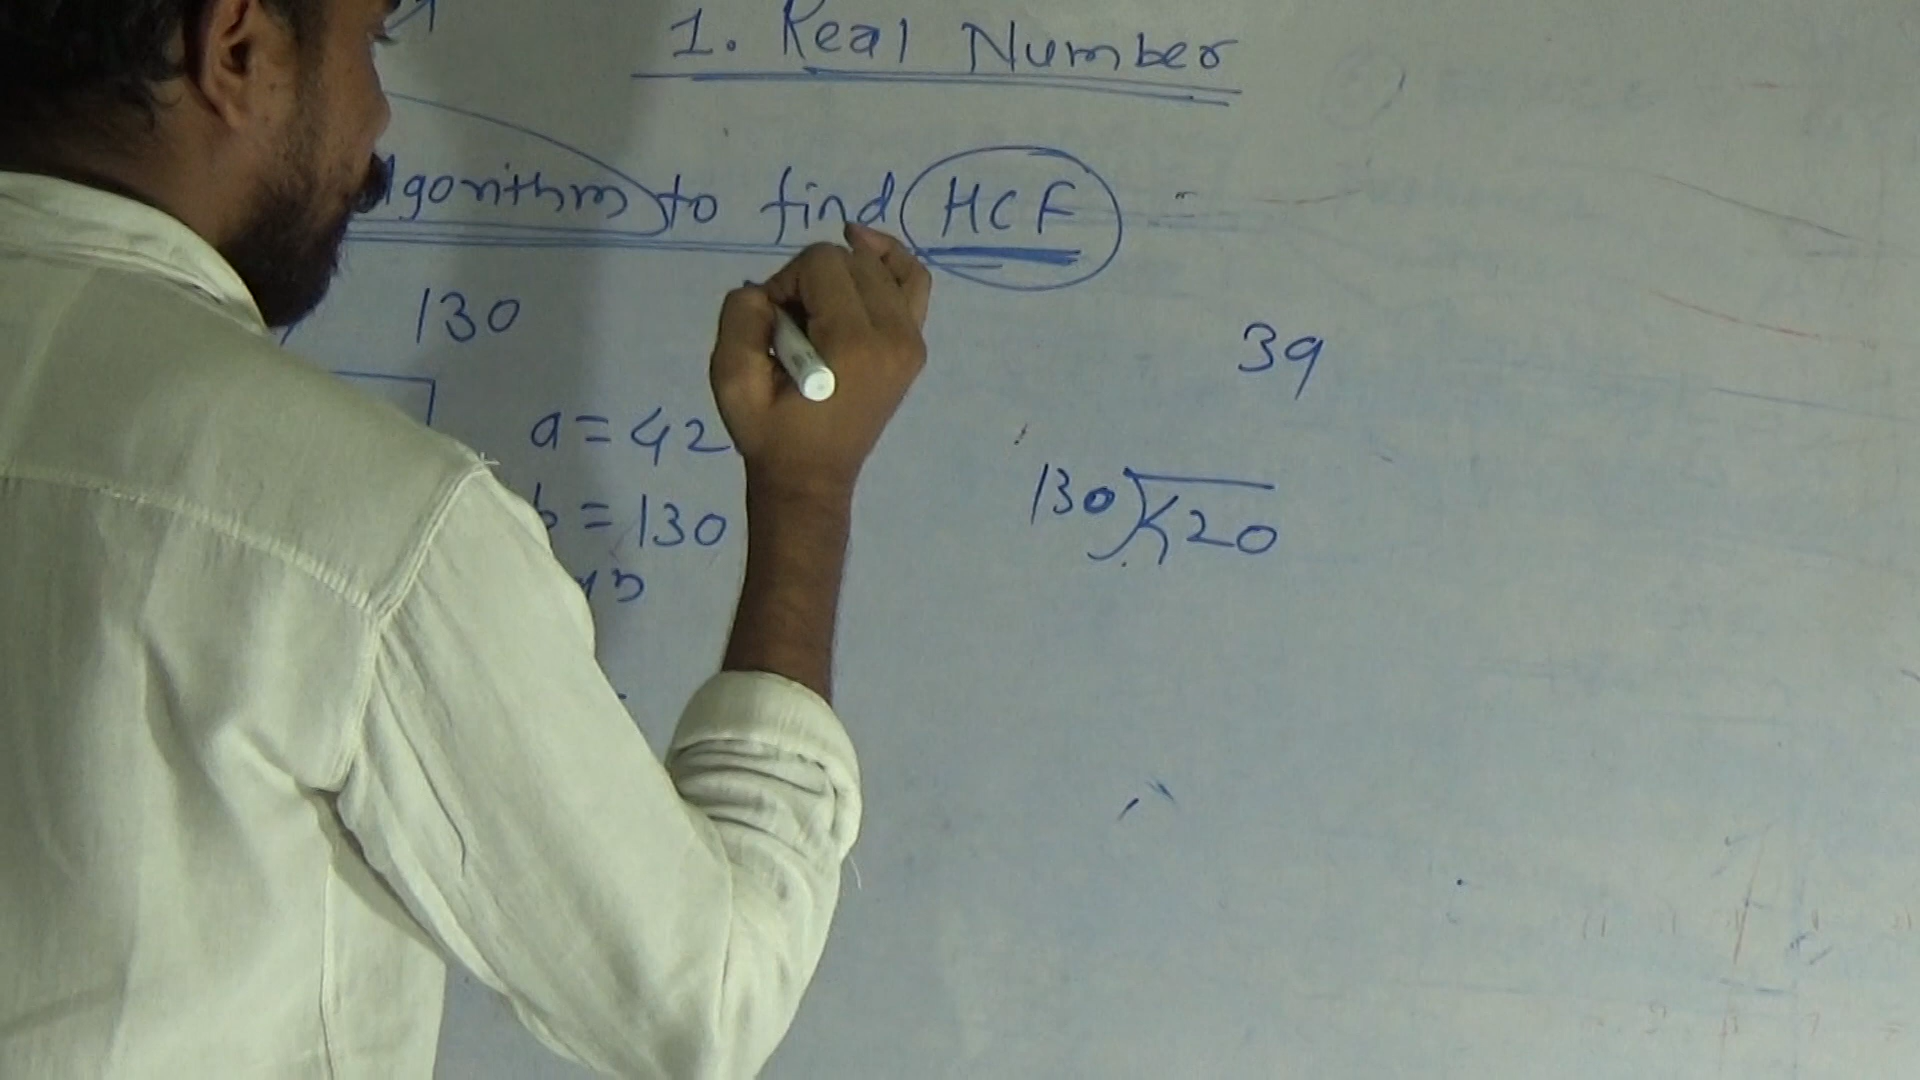 1. Real Number
lgorithm to find HCF
130
39
a = 42
b = 130
130)420